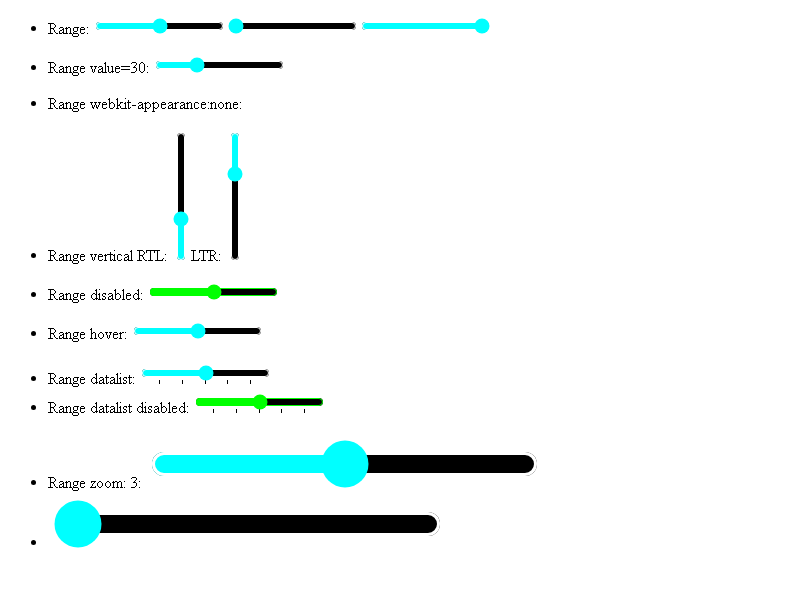 Range:
Range value=30:
Range webkit-appearance:none:
Range vertical RTL: LTR:
Range disabled:
Range hover:
Range datalist:
Range datalist disabled:
Range zoom: 3: